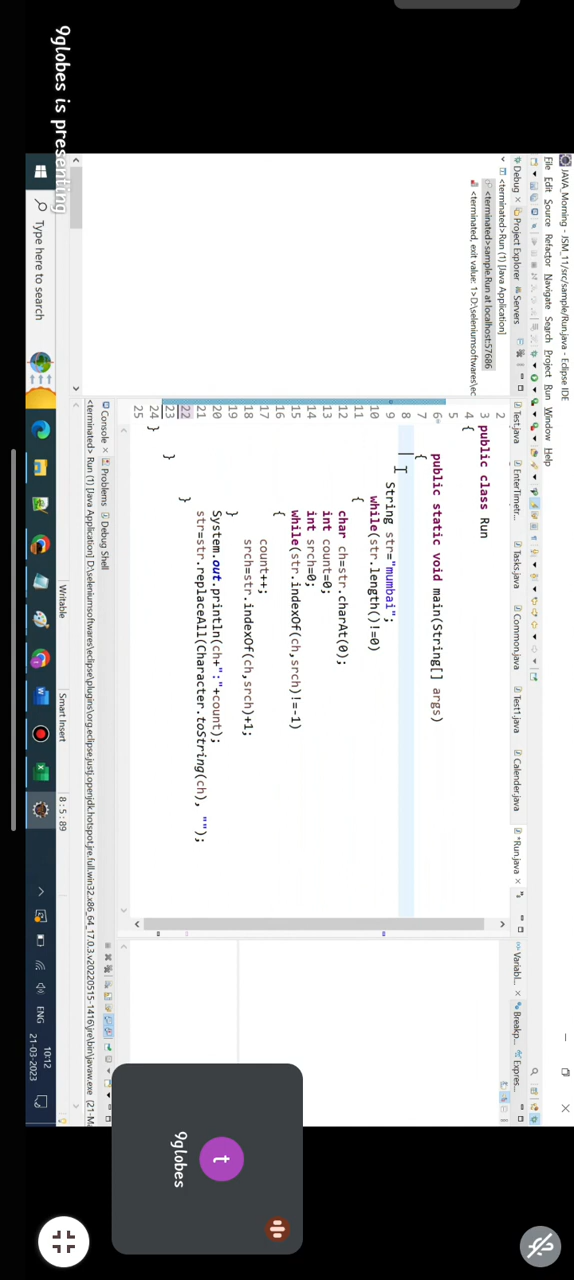 9globes is presenting
JAVA_Morning - JSM_11/src/sample/Run.java - Eclipse IDE
File Edit Source Refactor Navigate Search Project Run Window Help
Debug × Project Explorer Servers
Test.java EnterTimefr... Tasks.java Common.java Test1.java Calender.java *Run.java × Variabl... × Breakp... Expres...
<terminated>Run (1) [Java Application]
<terminated>sample.Run at localhost:57686
<terminated, exit value: 1>D:\seleniumsoftwares\ec
2
3 public class Run
4 {
5
6 public static void main(String[] args)
7 {
8
9 String str="mumbai";
10 while(str.length()!=0)
11 {
12 char ch=str.charAt(0);
13 int count=0;
14 int srch=0;
15 while(str.indexOf(ch,srch)!=-1)
16 {
17 count++;
18 srch=str.indexOf(ch,srch)+1;
19 }
20 System.out.println(ch+":"+count);
21 str=str.replaceAll(Character.toString(ch), "");
22 }
23 }
24 }
25
Console × Problems Debug Shell
<terminated> Run (1) [Java Application] D:\seleniumsoftwares\eclipse\plugins\org.eclipse.justj.openjdk.hotspot.jre.full.win32.x86_64_17.0.3.v20220515-1416\jre\bin\javaw.exe (21-Ma
Writable Smart Insert 8 : 5 : 89
Type here to search
ENG
10:12
21-03-2023
t
9globes